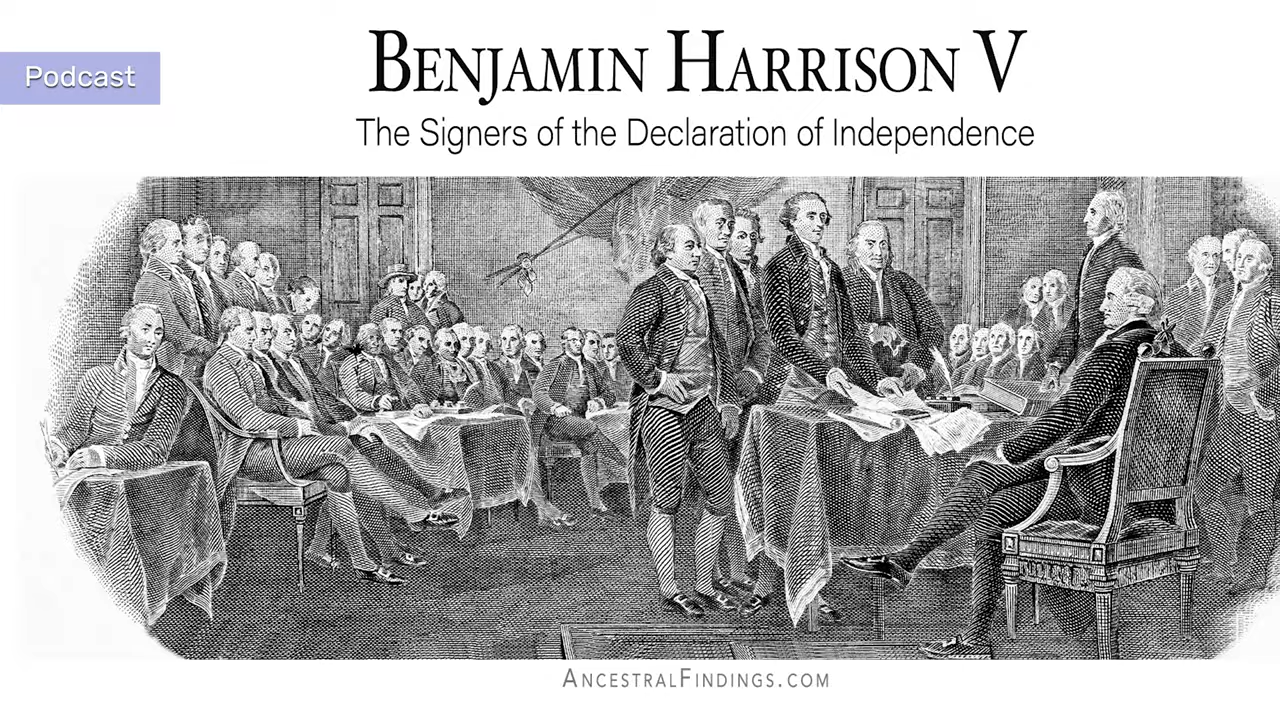 Podcast
BENJAMIN HARRISON V
The Signers of the Declaration of Independence
ANCESTRALFINDINGS.COM